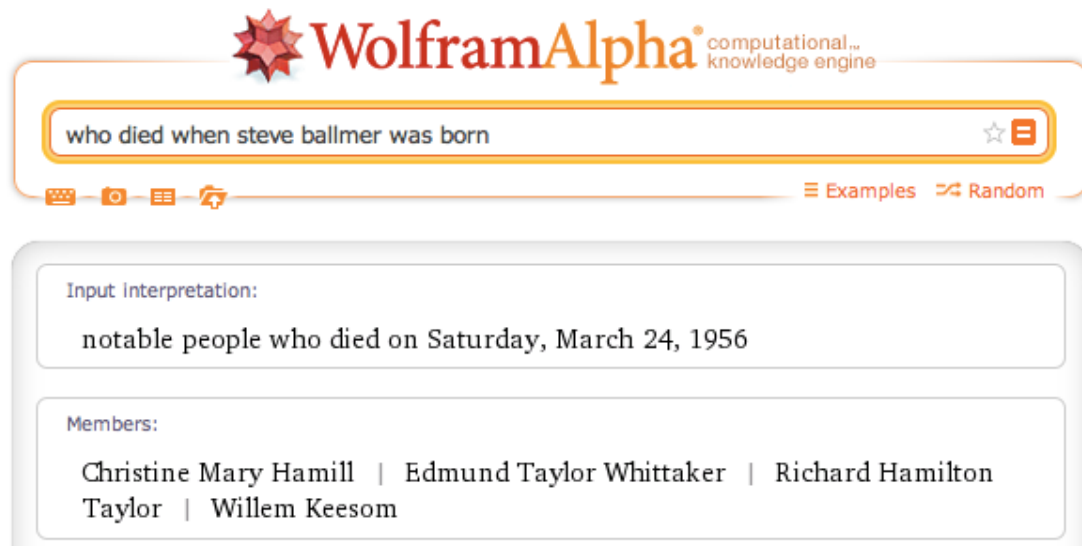 WolframAlpha computational...
knowledge engine
who died when steve ballmer was born
Examples Random
Input interpretation:
notable people who died on Saturday, March 24, 1956
Members:
Christine Mary Hamill | Edmund Taylor Whittaker | Richard Hamilton
Taylor | Willem Keesom